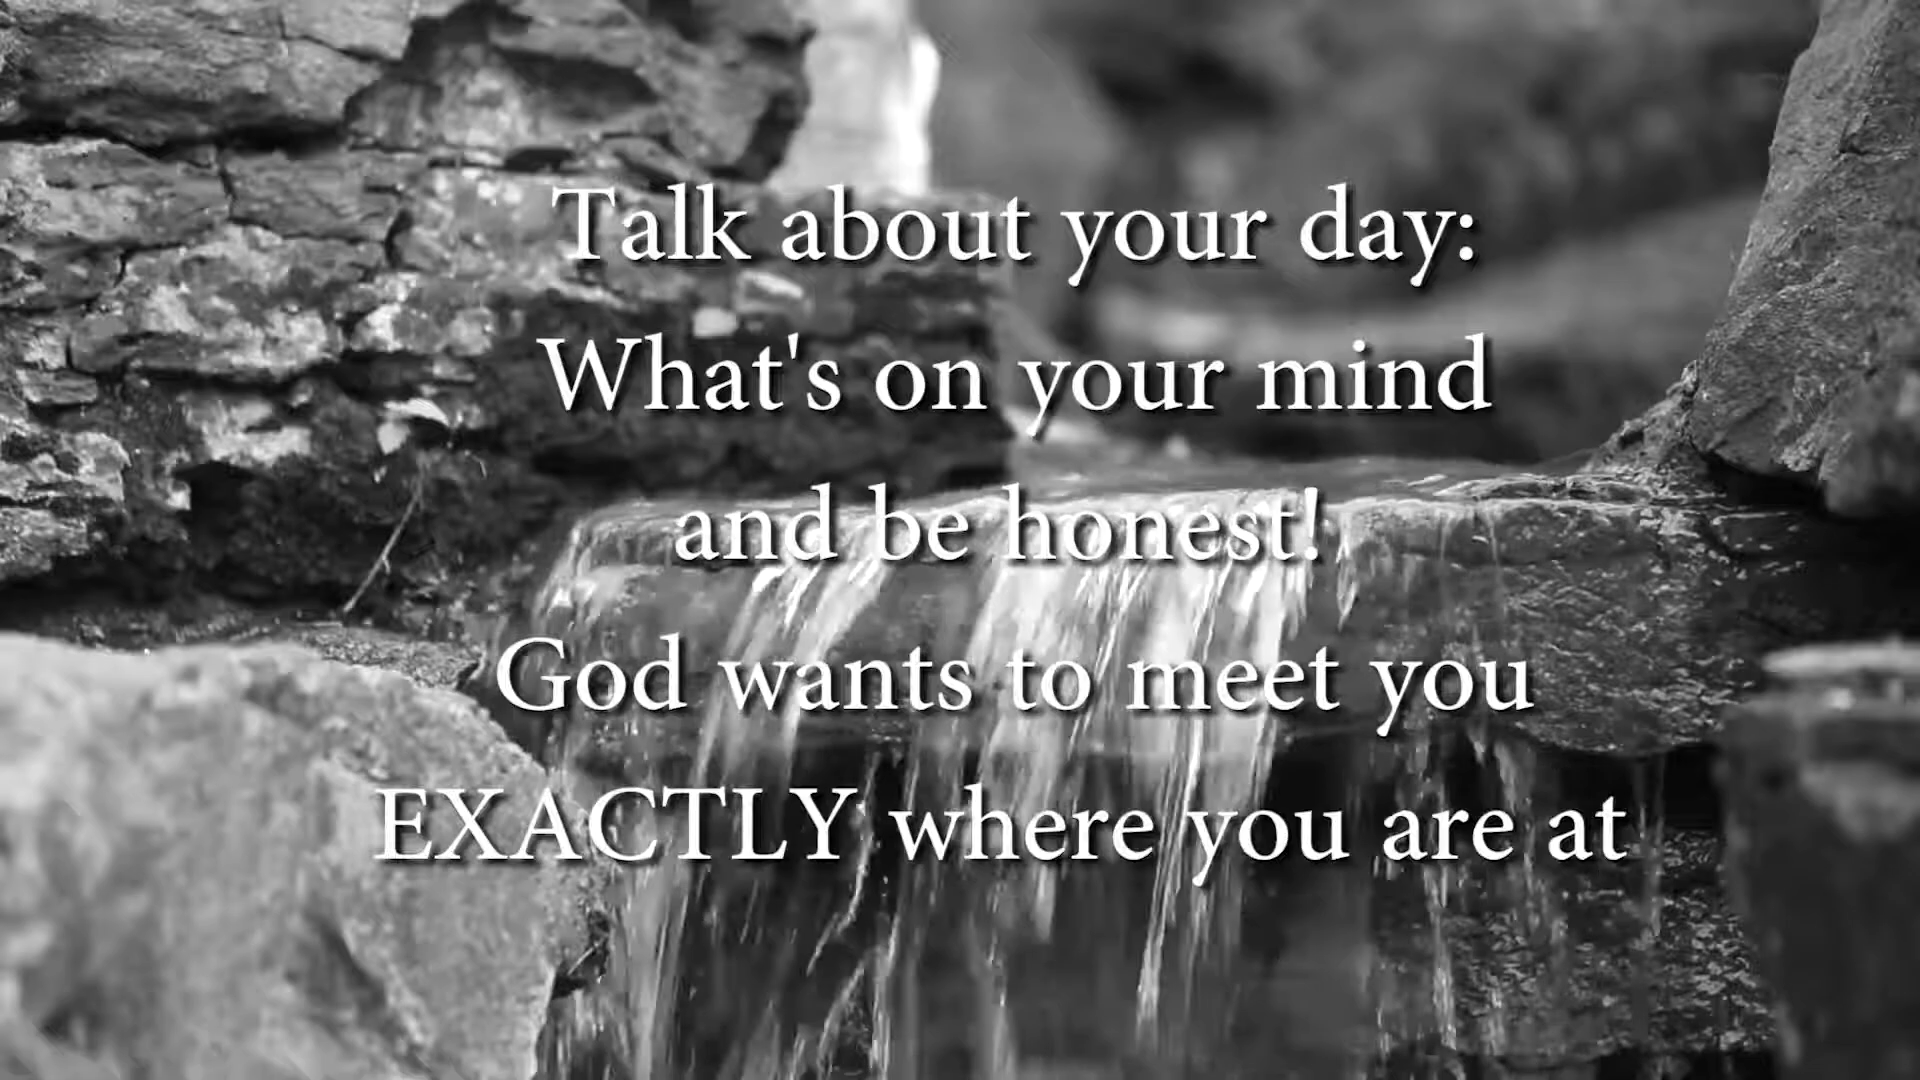 Talk about your day:
What's on your mind
and be honest!
God wants to meet you
EXACTLY where you are at